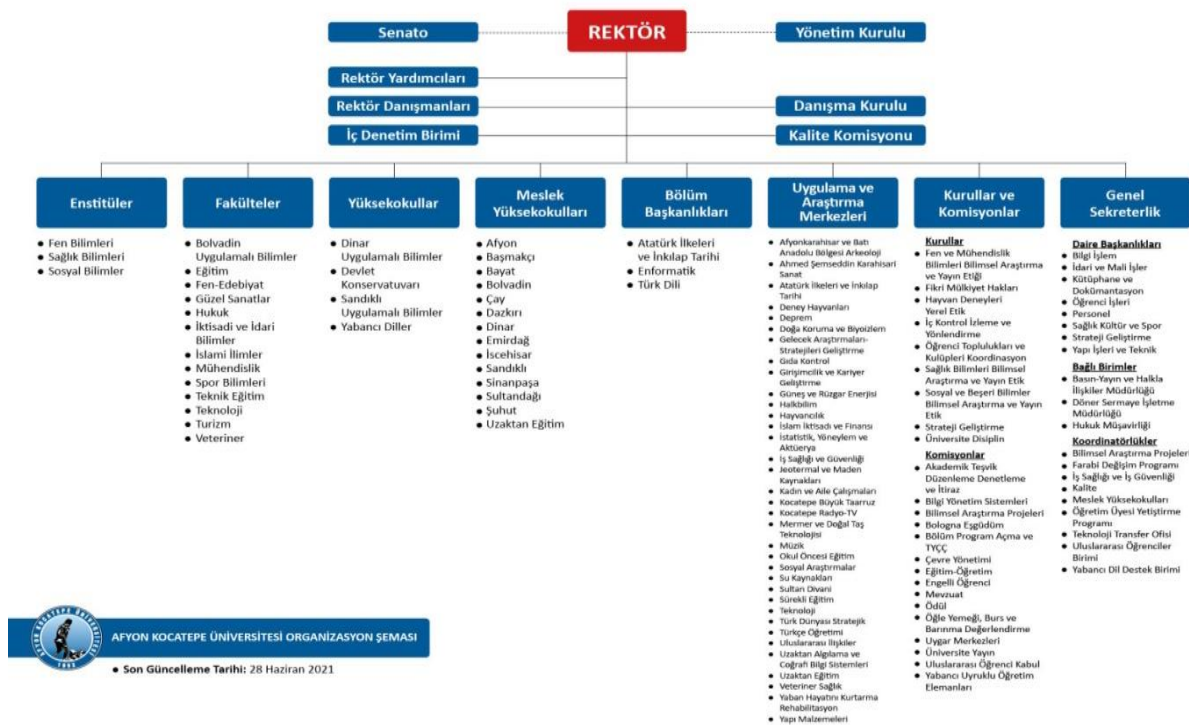 Senato
REKTÖR
Yönetim Kurulu
Rektör Yardımcıları
Rektör Danışmanları
Danışma Kurulu
İç Denetim Birimi
Kalite Komisyonu
Enstitüler
• Fen Bilimleri
• Sağlık Bilimleri
• Sosyal Bilimler
Fakülteler
• Bolvadin
Uygulamalı Bilimler
• Eğitim
• Fen-Edebiyat
• Güzel Sanatlar
• Hukuk
• İktisadi ve İdari
Bilimler
• İslami İlimler
• Mühendislik
• Spor Bilimleri
• Teknik Eğitim
• Teknoloji
• Turizm
• Veteriner
Yüksekokullar
• Dinar
Uygulamalı Bilimler
• Devlet
Konservatuvarı
• Sandıklı
Uygulamalı Bilimler
• Yabancı Diller
Meslek
Yüksekokulları
• Afyon
• Başmakçı
• Bayat
• Bolvadin
• Çay
• Dazkırı
• Dinar
• Emirdağ
• İscehisar
• Sandıklı
• Sinanpaşa
• Sultandağı
• Şuhut
• Uzaktan Eğitim
Bölüm
Başkanlıkları
• Atatürk İlkeleri
ve İnkılap Tarihi
• Enformatik
• Türk Dili
Uygulama ve
Araştırma
Merkezleri
• Afyonkarahisar ve Batı
Anadolu Bölgesi Arkeoloji
• Ahmed Şemseddin Karahisari
Sanat
• Atatürk İlkeleri ve İnkılap
Tarihi
• Deney Hayvanları
• Deprem
• Doğa Koruma ve Biyoizlem
• Gelecek Araştırmaları-
Stratejileri Geliştirme
• Gıda Kontrol
• Girişimcilik ve Kariyer
Geliştirme
• Güneş ve Rüzgar Enerjisi
• Halkbilim
• Hayvancılık
• İslam İktisadı ve Finansı
• İstatistik, Yöneylem ve
Aktüerya
• İş Sağlığı ve Güvenliği
• Jeotermal ve Maden
Kaynakları
• Kadın ve Aile Çalışmaları
• Kocatepe Büyük Taarruz
• Kocatepe Radyo-TV
• Mermer ve Doğal Taş
Teknolojisi
• Müzik
• Okul Öncesi Eğitim
• Sosyal Araştırmalar
• Su Kaynakları
• Sultan Divani
• Sürekli Eğitim
• Teknoloji
• Türk Dünyası Stratejik
• Türkçe Öğretimi
• Uluslararası İlişkiler
• Uzaktan Algılama ve
Coğrafi Bilgi Sistemleri
• Uzaktan Eğitim
• Veteriner Sağlık
• Yaban Hayatını Kurtarma
Rehabilitasyon
• Yapı Malzemeleri
Kurullar ve
Komisyonlar
Kurullar
• Fen ve Mühendislik
Bilimleri Bilimsel Araştırma
ve Yayın Etiği
• Fikri Mülkiyet Hakları
• Hayvan Deneyleri
Yerel Etik
• İç Kontrol İzleme ve
Yönlendirme
• Öğrenci Toplulukları ve
Kulüpleri Koordinasyon
• Sağlık Bilimleri Bilimsel
Araştırma ve Yayın Etik
• Sosyal ve Beşeri Bilimler
Bilimsel Araştırma ve Yayın
Etik
• Strateji Geliştirme
• Üniversite Disiplin
Komisyonlar
• Akademik Teşvik
Düzenleme Denetleme
ve İtiraz
• Bilgi Yönetim Sistemleri
• Bilimsel Araştırma Projeleri
• Bologna Eşgüdüm
• Bölüm Program Açma ve
TYÇÇ
• Çevre Yönetimi
• Eğitim-Öğretim
• Engelli Öğrenci
• Mevzuat
• Ödül
• Öğle Yemeği, Burs ve
Barınma Değerlendirme
• Uygar Merkezleri
• Üniversite Yayın
• Uluslararası Öğrenci Kabul
• Yabancı Uyruklu Öğretim
Elemanları
Genel
Sekreterlik
Daire Başkanlıkları
• Bilgi İşlem
• İdari ve Mali İşler
• Kütüphane ve
Dokümantasyon
• Öğrenci İşleri
• Personel
• Sağlık Kültür ve Spor
• Strateji Geliştirme
• Yapı İşleri ve Teknik
Bağlı Birimler
• Basın-Yayın ve Halkla
İlişkiler Müdürlüğü
• Döner Sermaye İşletme
Müdürlüğü
• Hukuk Müşavirliği
Koordinatörlükler
• Bilimsel Araştırma Projeleri
• Farabi Değişim Programı
• İş Sağlığı ve İş Güvenliği
• Kalite
• Meslek Yüksekokulları
• Öğretim Üyesi Yetiştirme
Programı
• Teknoloji Transfer Ofisi
• Uluslararası Öğrenciler
Birimi
• Yabancı Dil Destek Birimi
AFYON KOCATEPE ÜNİVERSİTESİ
1992
AFYON KOCATEPE ÜNİVERSİTESİ ORGANİZASYON ŞEMASI
• Son Güncelleme Tarihi: 28 Haziran 2021